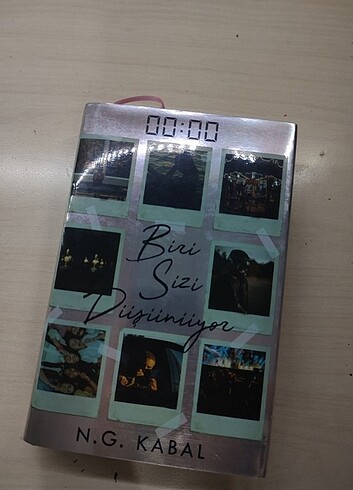 00:00
Biri
Sizi
Düşünüyor
N.G. KABAL